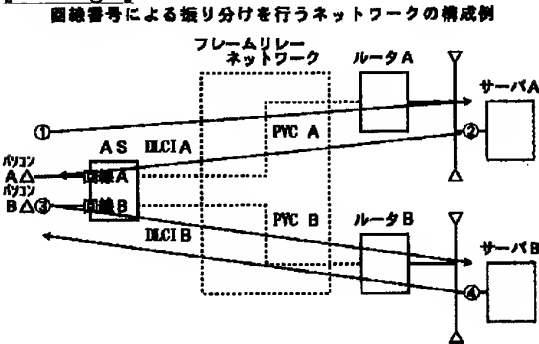 回線番号による振り分けを行うネットワークの構成例
フレームリレー
ネットワーク
ルータA
サーバA
①
PVC A
②
AS
DLCIA
パソコン
A
回線A
パソコン
B
③
回線B
PVC B
ルータB
DLCIB
サーバB
④